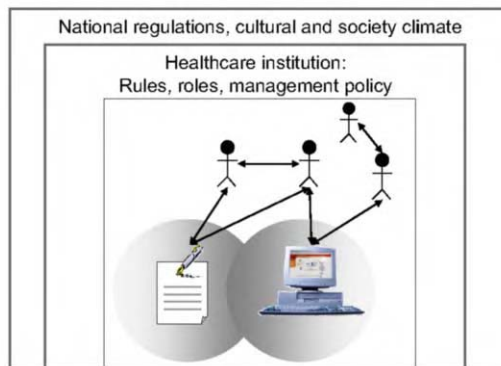 National regulations, cultural and society climate
Healthcare institution:
Rules, roles, management policy